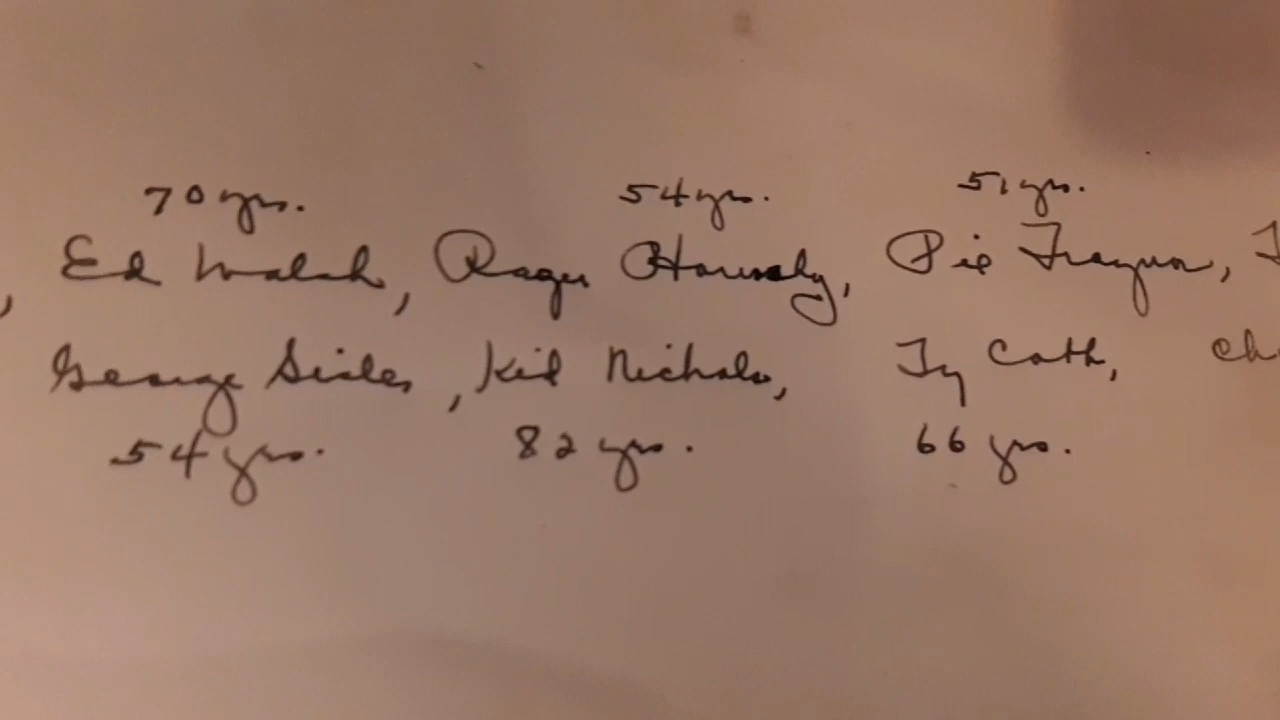 70 yrs. 54 yrs. 51 yrs.
, Ed Walsh, Roger Hornsby, Pie Traynor,
George Sisler, Kid Nichols, Ty Cobb, Ch
54 yrs. 82 yrs. 66 yrs.